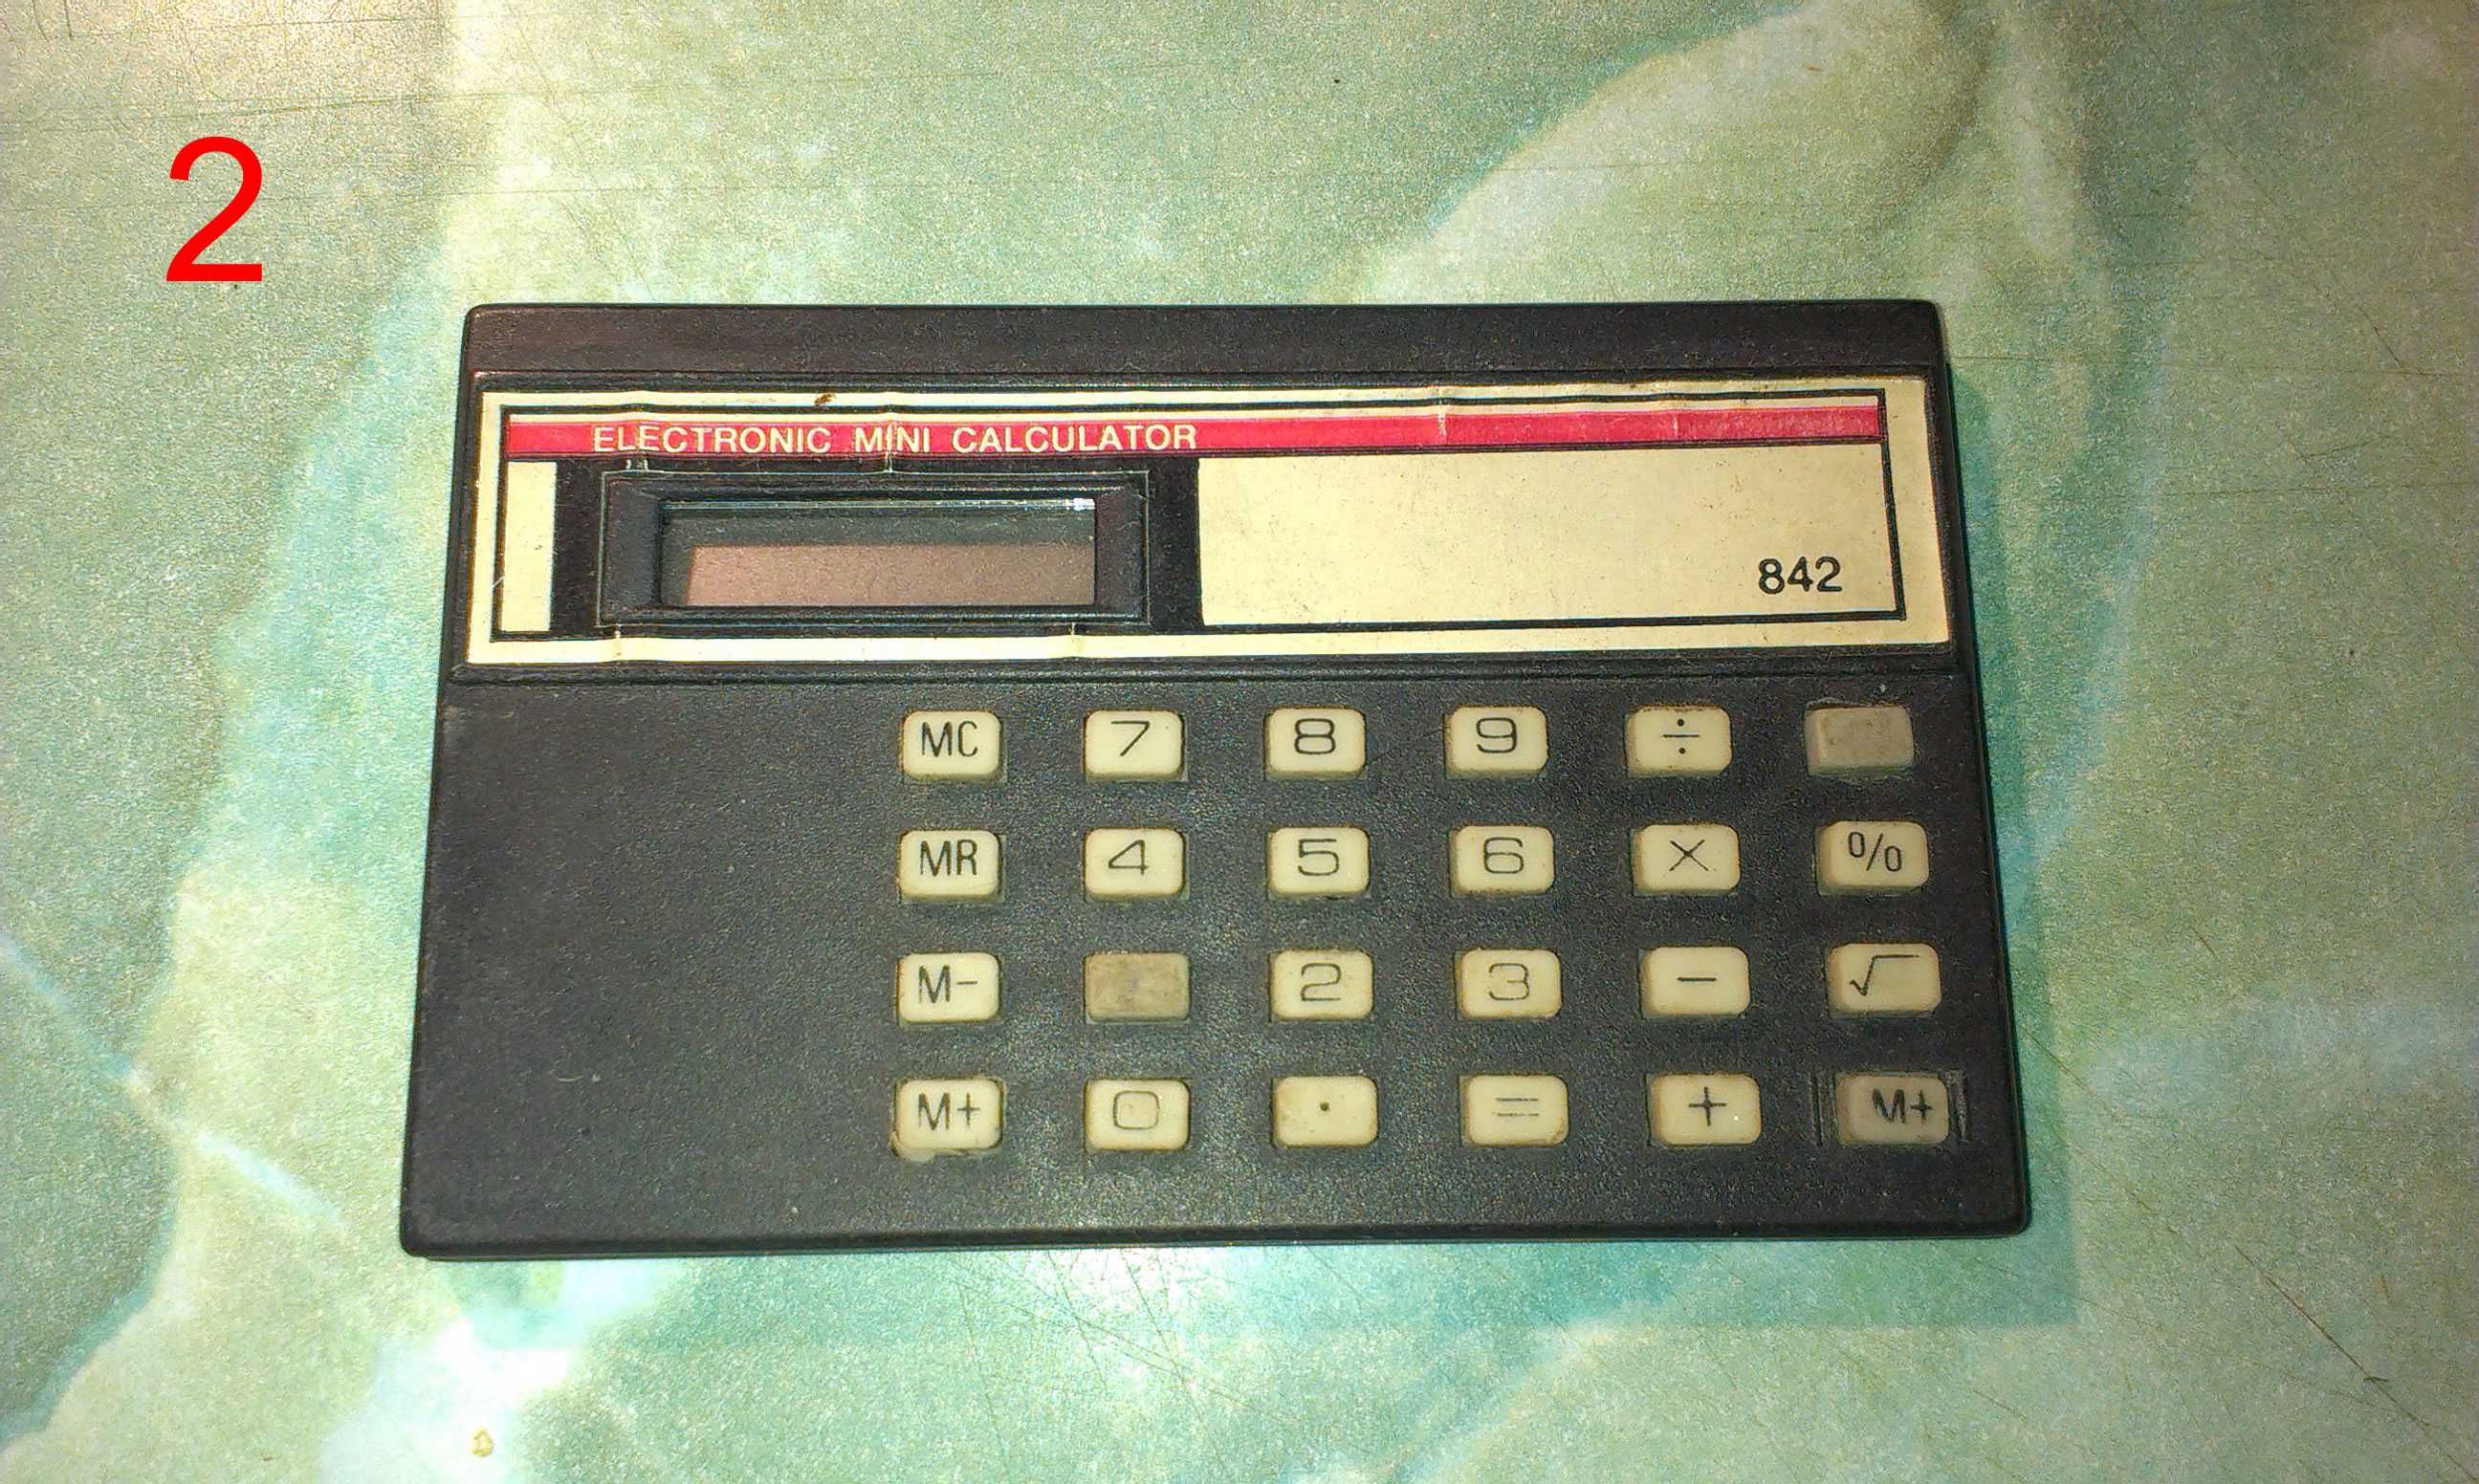 2
ELECTRONIC MINI CALCULATOR
842
MC 7 8 9 ÷
MR 4 5 6 × %
M- 2 3 - √
M+ 0 . = + M+